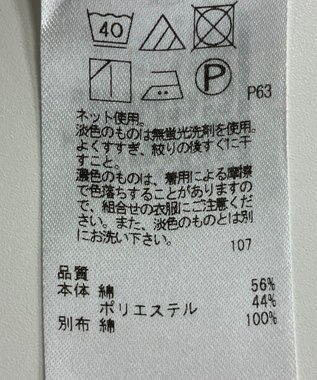 40
P
P63
ネット使用。
淡色のものは無蛍光洗剤を使用。
よくすすぎ、絞りの後すぐに干
すこと。
濃色のものは、着用による摩擦
で色落ちすることがありますの
で、組合せの衣服にご注意くだ
さい。また、淡色のものとは別
にお洗い下さい。
107
品質
本体 綿 56%
ポリエステル 44%
別布 綿 100%